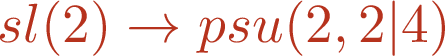 sl(2) → psu(2, 2|4)